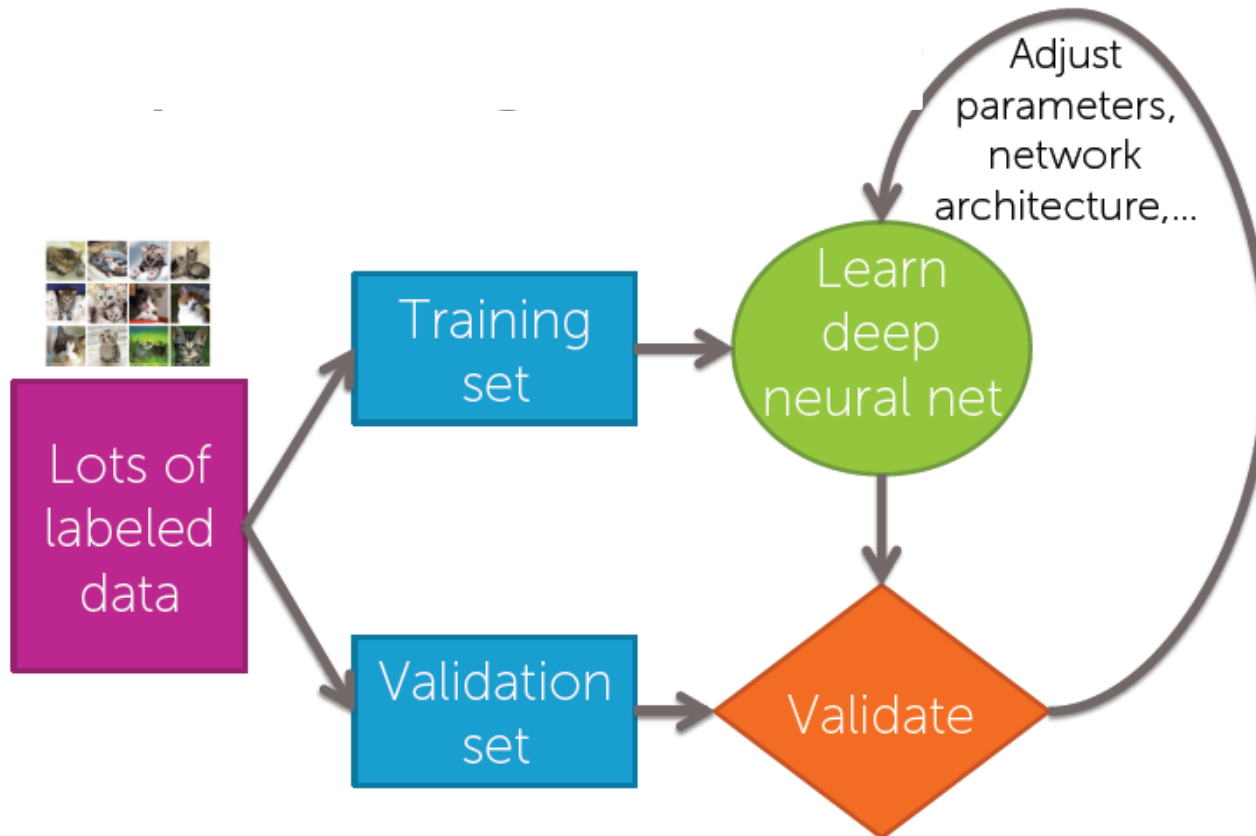 Adjust
parameters,
network
architecture,...
Learn
deep
neural net
Training
set
Lots of
labeled
data
Validation
set
Validate